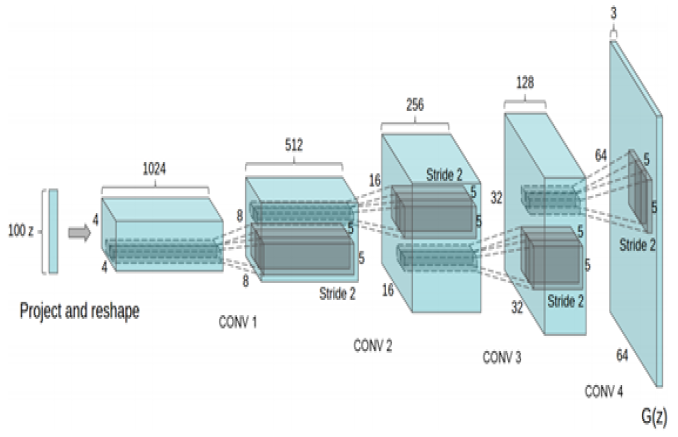 3
128
256
512
1024
100 z
4
4
Project and reshape
8
8
5
5
Stride 2
CONV 1
16
16
Stride 2
5
5
CONV 2
32
32
5
5
Stride 2
CONV 3
64
64
5
5
Stride 2
CONV 4
G(z)